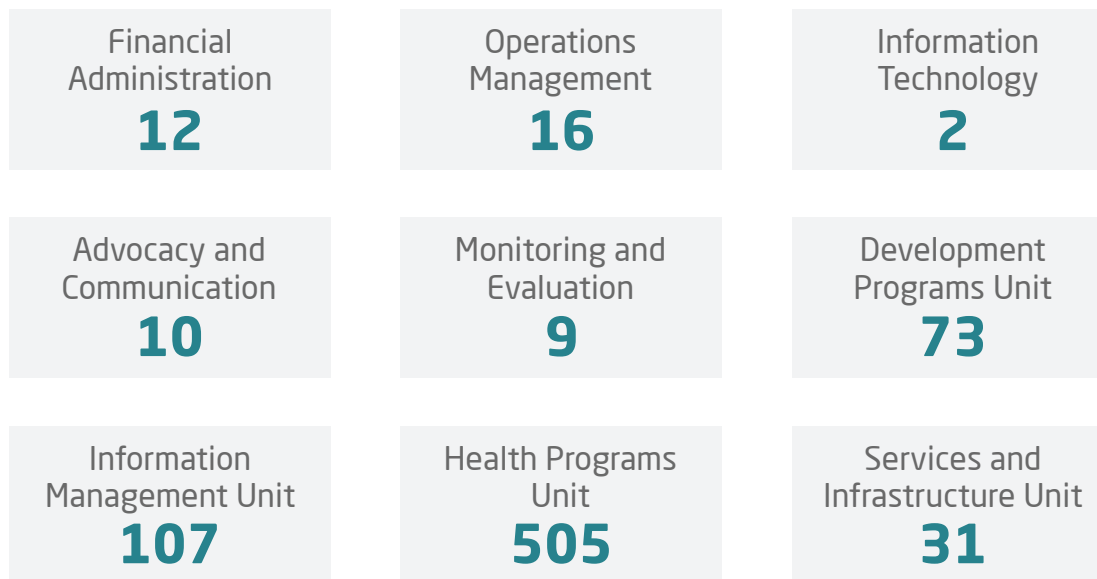 Financial
Administration
12
Operations
Management
16
Information
Technology
2
Advocacy and
Communication
10
Monitoring and
Evaluation
9
Development
Programs Unit
73
Information
Management Unit
107
Health Programs
Unit
505
Services and
Infrastructure Unit
31